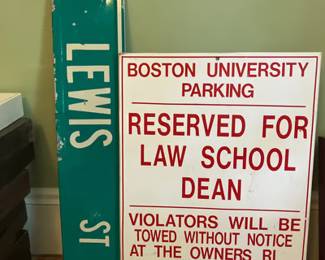 LEWIS ST
BOSTON UNIVERSITY
PARKING
RESERVED FOR
LAW SCHOOL
DEAN
VIOLATORS WILL BE
TOWED WITHOUT NOTICE
AT THE OWNERS